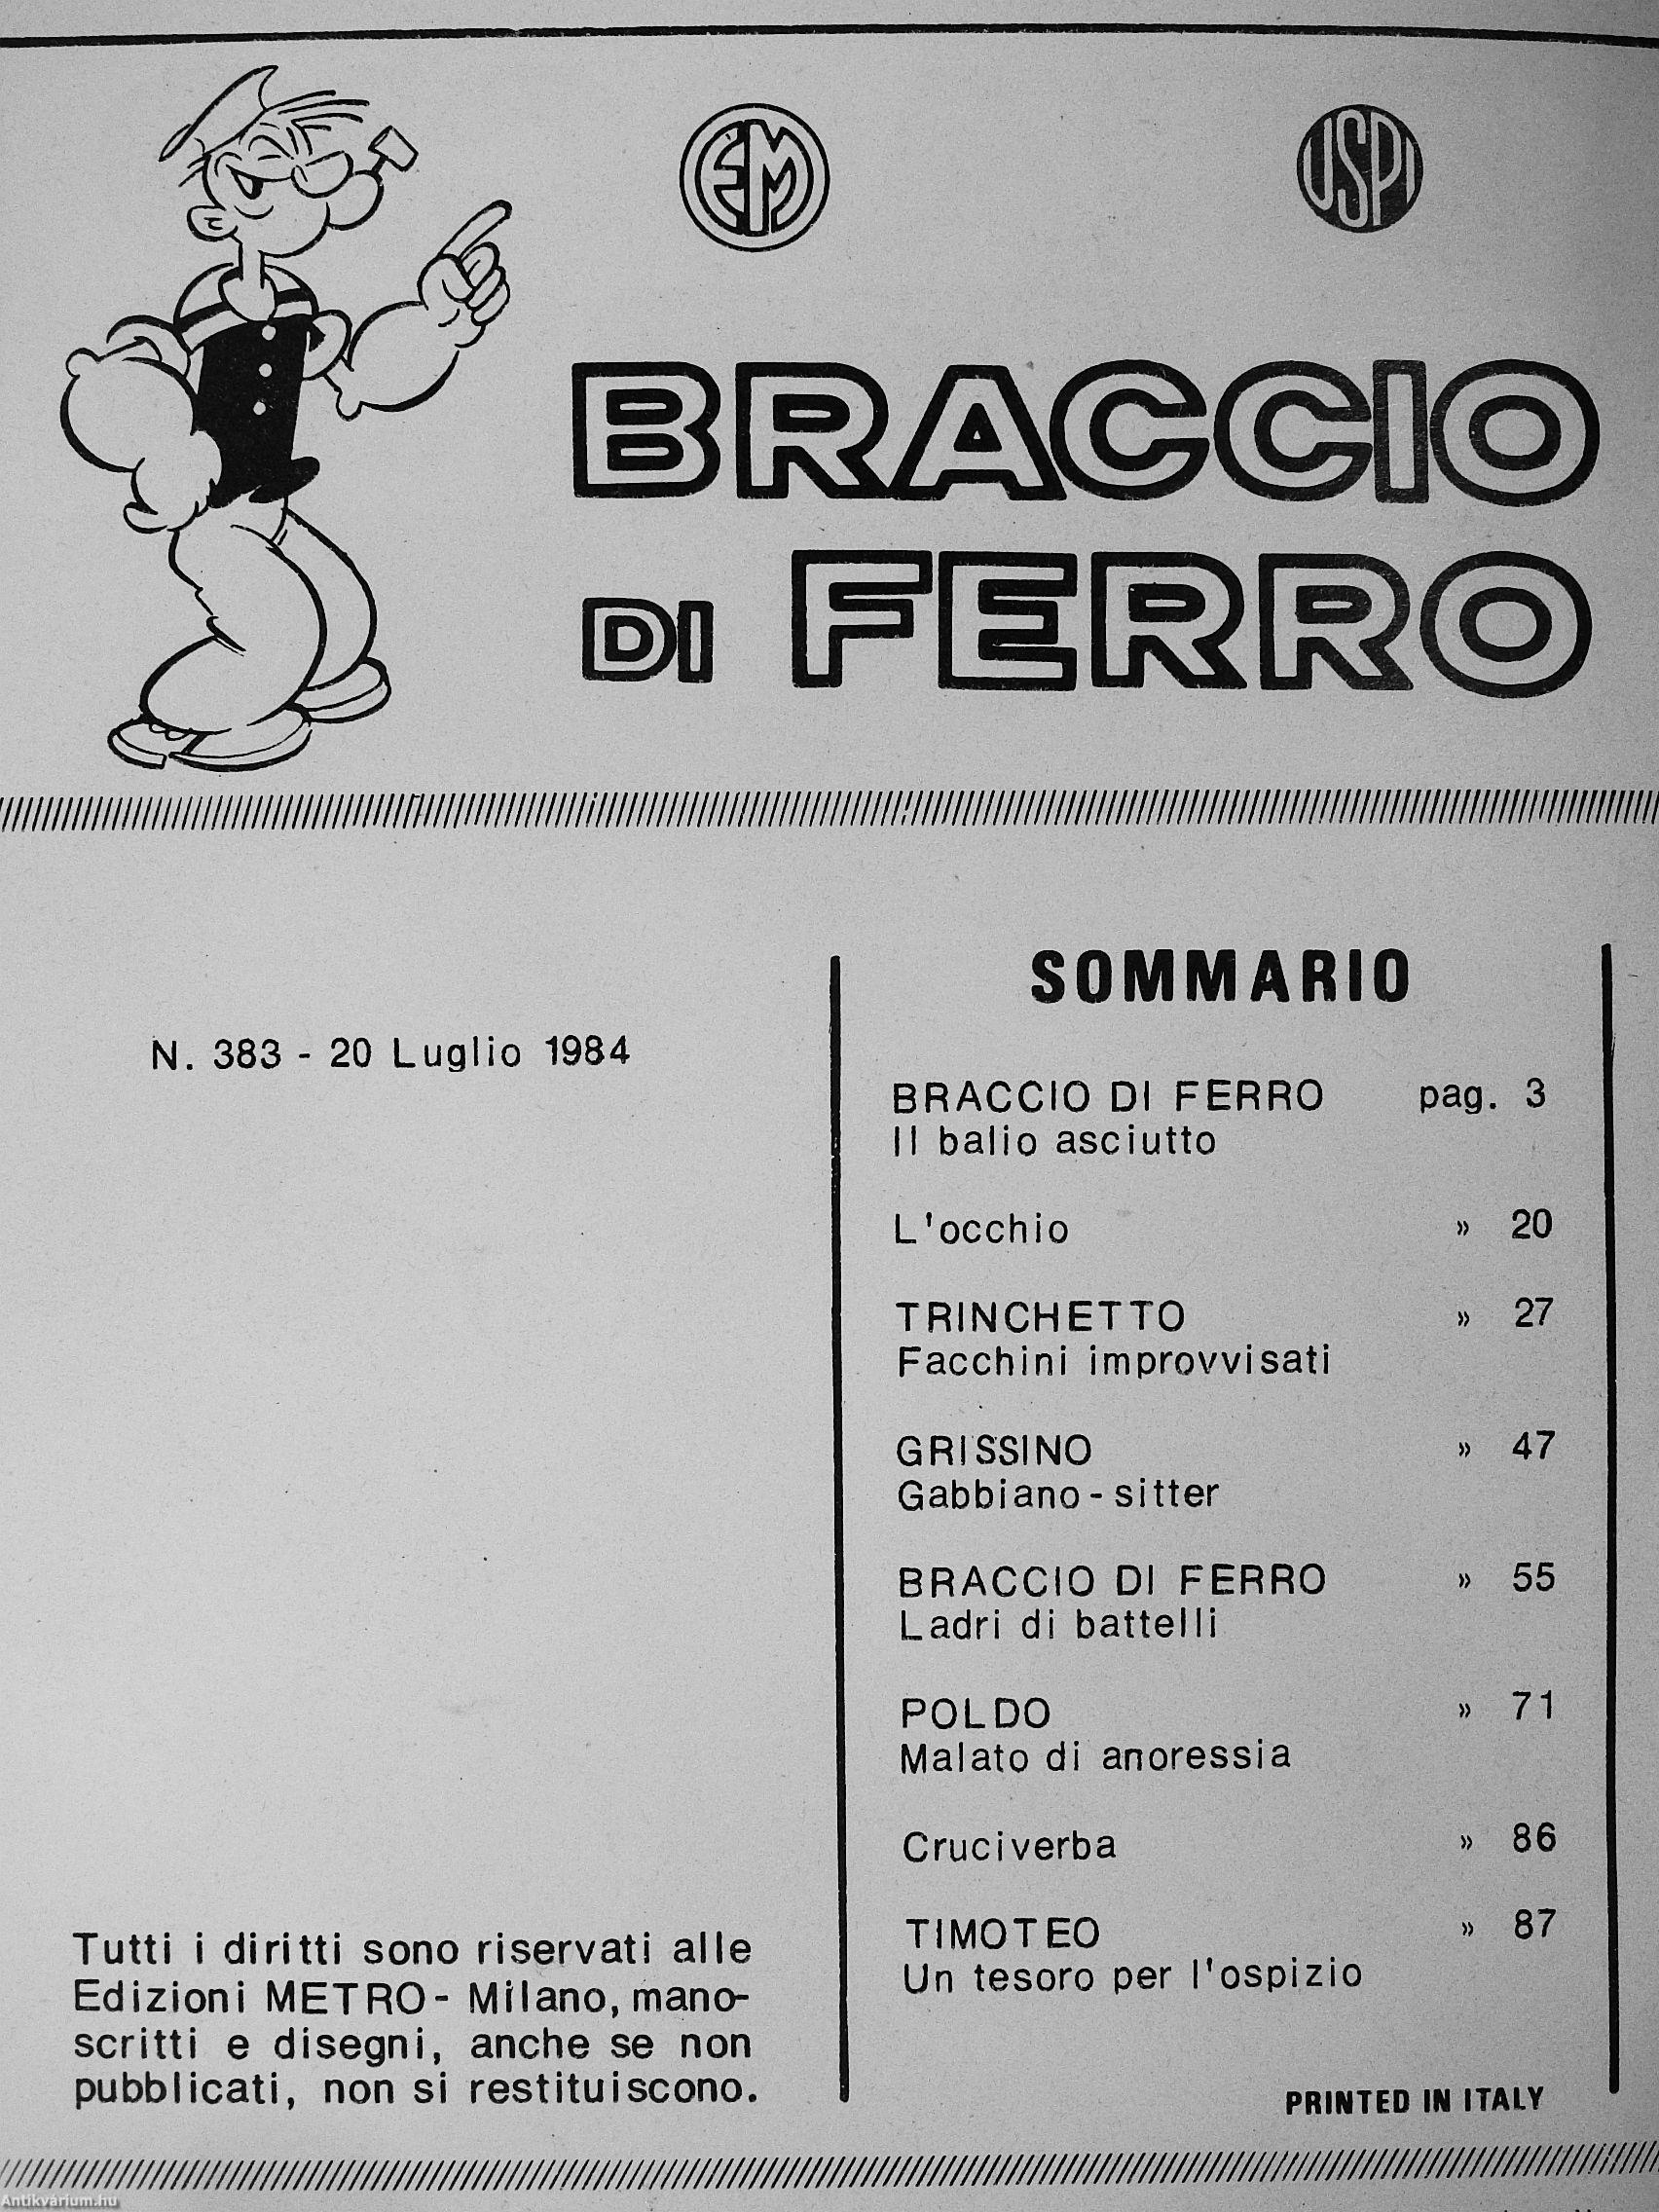 EM
USPI
BRACCIO
DI FERRO
N. 383 - 20 Luglio 1984
Tutti i diritti sono riservati alle
Edizioni METRO - Milano, mano-
scritti e disegni, anche se non
pubblicati, non si restituiscono.
SOMMARIO
BRACCIO DI FERRO pag. 3
Il balio asciutto
L'occhio » 20
TRINCHETTO » 27
Facchini improvvisati
GRISSINO » 47
Gabbiano-sitter
BRACCIO DI FERRO » 55
Ladri di battelli
POLDO » 71
Malato di anoressia
Cruciverba » 86
TIMOTEO » 87
Un tesoro per l'ospizio
PRINTED IN ITALY
Antikvárium.hu